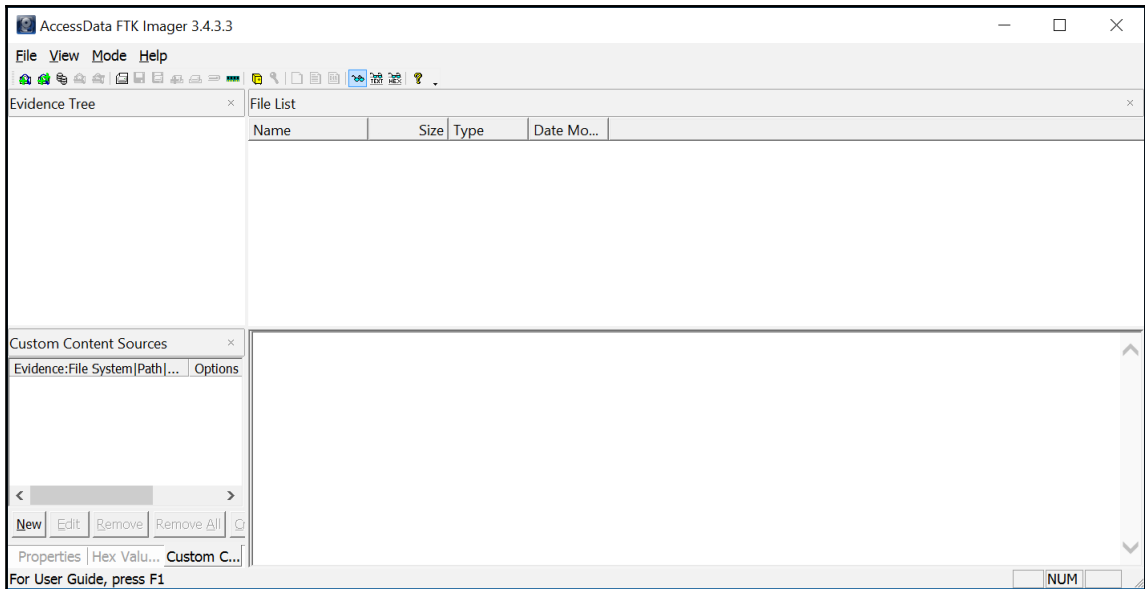 AccessData FTK Imager 3.4.3.3
File View Mode Help
TEXT HEX
Evidence Tree
File List
Name Size Type Date Mo...
Custom Content Sources
Evidence:File System|Path|... Options
New Edit Remove Remove All
Properties Hex Valu... Custom C...
For User Guide, press F1 NUM